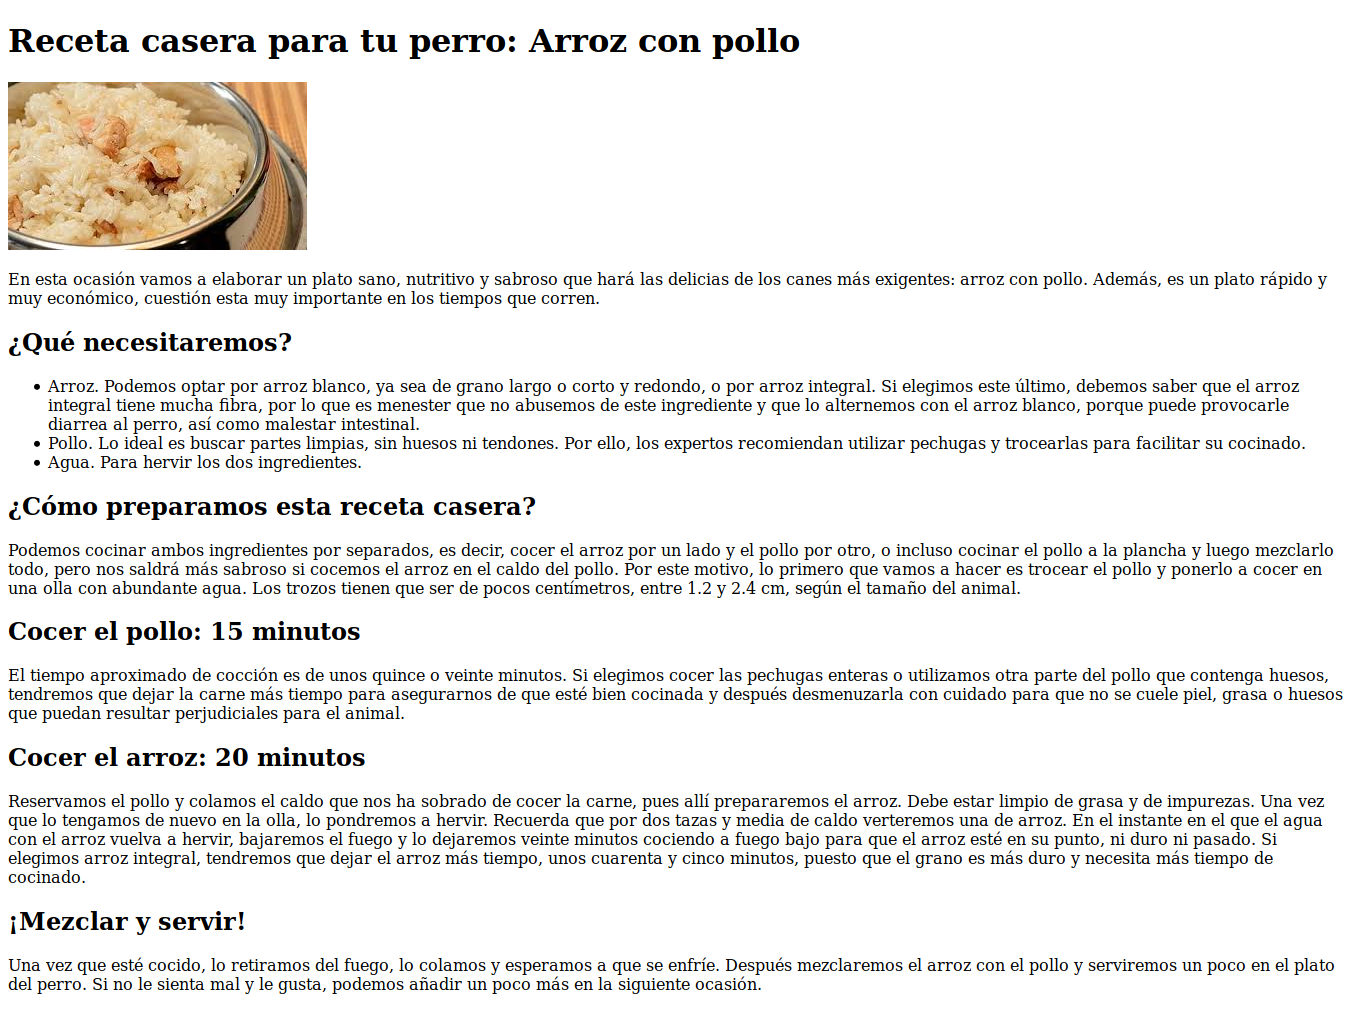 Receta casera para tu perro: Arroz con pollo
En esta ocasión vamos a elaborar un plato sano, nutritivo y sabroso que hará las delicias de los canes más exigentes: arroz con pollo. Además, es un plato rápido y
muy económico, cuestión esta muy importante en los tiempos que corren.
¿Qué necesitaremos?
• Arroz. Podemos optar por arroz blanco, ya sea de grano largo o corto y redondo, o por arroz integral. Si elegimos este último, debemos saber que el arroz
integral tiene mucha fibra, por lo que es menester que no abusemos de este ingrediente y que lo alternemos con el arroz blanco, porque puede provocarle
diarrea al perro, así como malestar intestinal.
• Pollo. Lo ideal es buscar partes limpias, sin huesos ni tendones. Por ello, los expertos recomiendan utilizar pechugas y trocearlas para facilitar su cocinado.
• Agua. Para hervir los dos ingredientes.
¿Cómo preparamos esta receta casera?
Podemos cocinar ambos ingredientes por separados, es decir, cocer el arroz por un lado y el pollo por otro, o incluso cocinar el pollo a la plancha y luego mezclarlo
todo, pero nos saldrá más sabroso si cocemos el arroz en el caldo del pollo. Por este motivo, lo primero que vamos a hacer es trocear el pollo y ponerlo a cocer en
una olla con abundante agua. Los trozos tienen que ser de pocos centímetros, entre 1.2 y 2.4 cm, según el tamaño del animal.
Cocer el pollo: 15 minutos
El tiempo aproximado de cocción es de unos quince o veinte minutos. Si elegimos cocer las pechugas enteras o utilizamos otra parte del pollo que contenga huesos,
tendremos que dejar la carne más tiempo para asegurarnos de que esté bien cocinada y después desmenuzarla con cuidado para que no se cuele piel, grasa o huesos
que puedan resultar perjudiciales para el animal.
Cocer el arroz: 20 minutos
Reservamos el pollo y colamos el caldo que nos ha sobrado de cocer la carne, pues allí prepararemos el arroz. Debe estar limpio de grasa y de impurezas. Una vez
que lo tengamos de nuevo en la olla, lo pondremos a hervir. Recuerda que por dos tazas y media de caldo verteremos una de arroz. En el instante en el que el agua
con el arroz vuelva a hervir, bajaremos el fuego y lo dejaremos veinte minutos cociendo a fuego bajo para que el arroz esté en su punto, ni duro ni pasado. Si
elegimos arroz integral, tendremos que dejar el arroz más tiempo, unos cuarenta y cinco minutos, puesto que el grano es más duro y necesita más tiempo de
cocinado.
¡Mezclar y servir!
Una vez que esté cocido, lo retiramos del fuego, lo colamos y esperamos a que se enfríe. Después mezclaremos el arroz con el pollo y serviremos un poco en el plato
del perro. Si no le sienta mal y le gusta, podemos añadir un poco más en la siguiente ocasión.